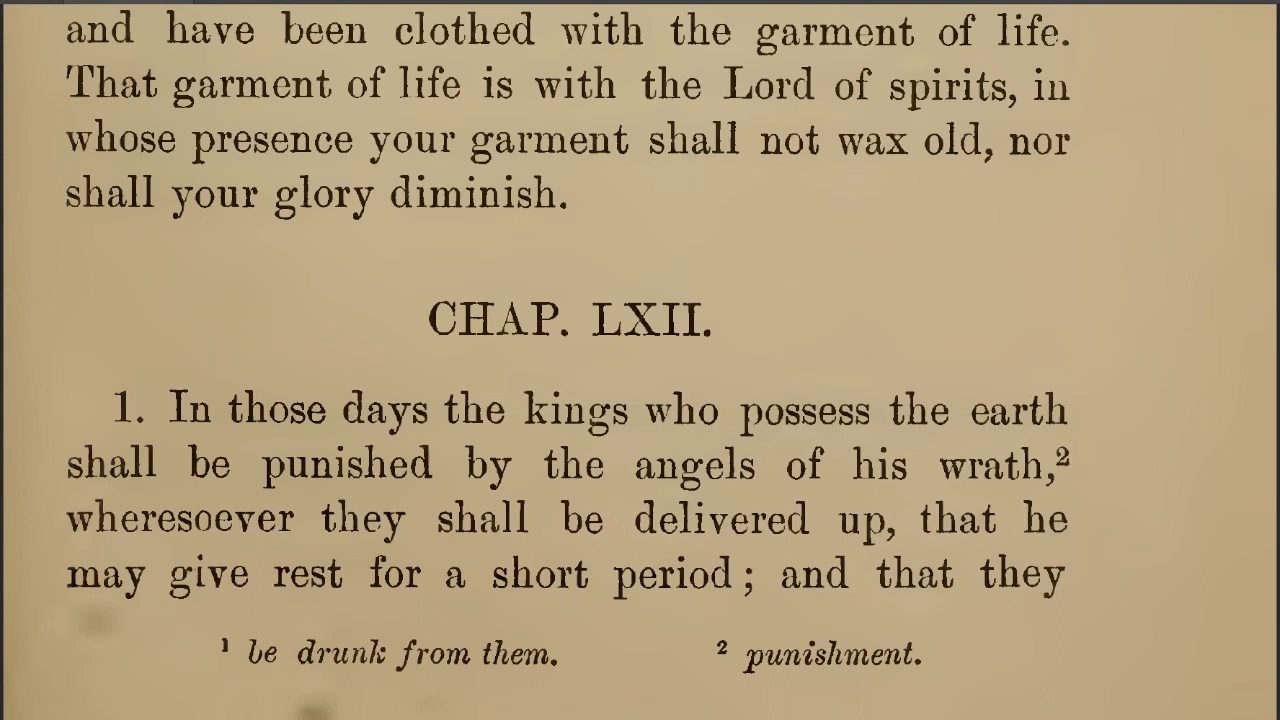 and have been clothed with the garment of life.
That garment of life is with the Lord of spirits, in
whose presence your garment shall not wax old, nor
shall your glory diminish.
CHAP. LXII.
1. In those days the kings who possess the earth
shall be punished by the angels of his wrath,²
wheresoever they shall be delivered up, that he
may give rest for a short period; and that they
¹ be drunk from them. ² punishment.